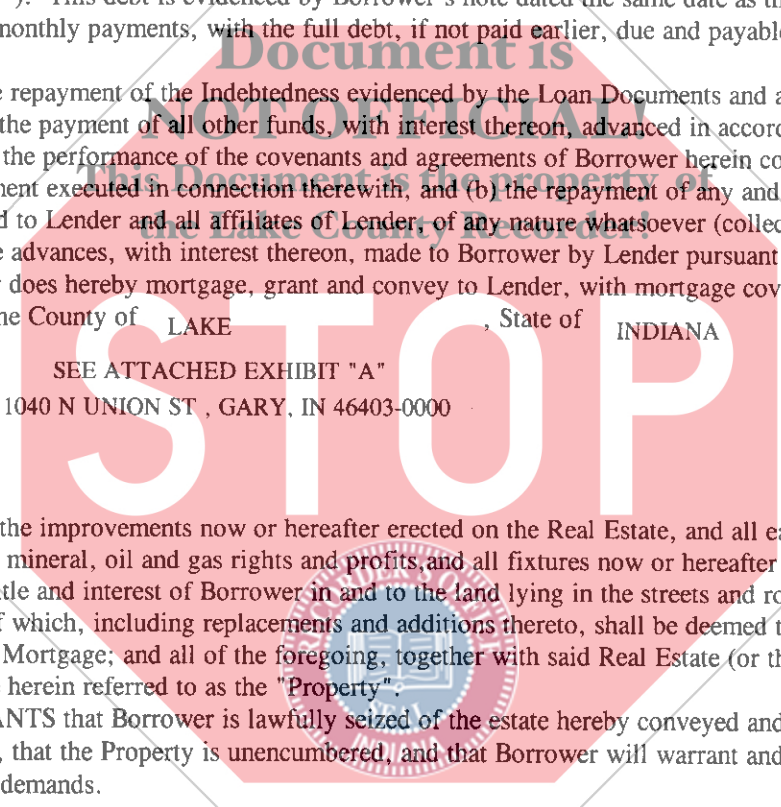 ). This debt is evidenced by Borrower's note dated the same date as th
monthly payments, with the full debt, if not paid earlier, due and payable
Document is
e repayment of the Indebtedness evidenced by the Loan Documents and a
NOT OFFICIAL!
the payment of all other funds, with interest thereon, advanced in accord
the performance of the covenants and agreements of Borrower herein co
This Document is the property of
nent executed in connection therewith, and (b) the repayment of any and
the Lake County Recorder!
d to Lender and all affiliates of Lender, of any nature whatsoever (collec
e advances, with interest thereon, made to Borrower by Lender pursuant
does hereby mortgage, grant and convey to Lender, with mortgage cov
he County of LAKE , State of INDIANA
SEE ATTACHED EXHIBIT "A"
1040 N UNION ST , GARY, IN 46403-0000
STOP
the improvements now or hereafter erected on the Real Estate, and all ea
mineral, oil and gas rights and profits,and all fixtures now or hereafter
tle and interest of Borrower in and to the land lying in the streets and ro
f which, including replacements and additions thereto, shall be deemed t
Mortgage; and all of the foregoing, together with said Real Estate (or th
herein referred to as the "Property".
ANTS that Borrower is lawfully seized of the estate hereby conveyed and
, that the Property is unencumbered, and that Borrower will warrant and
demands.
RECORDER'S OFFICE
SEAL
INDIANA